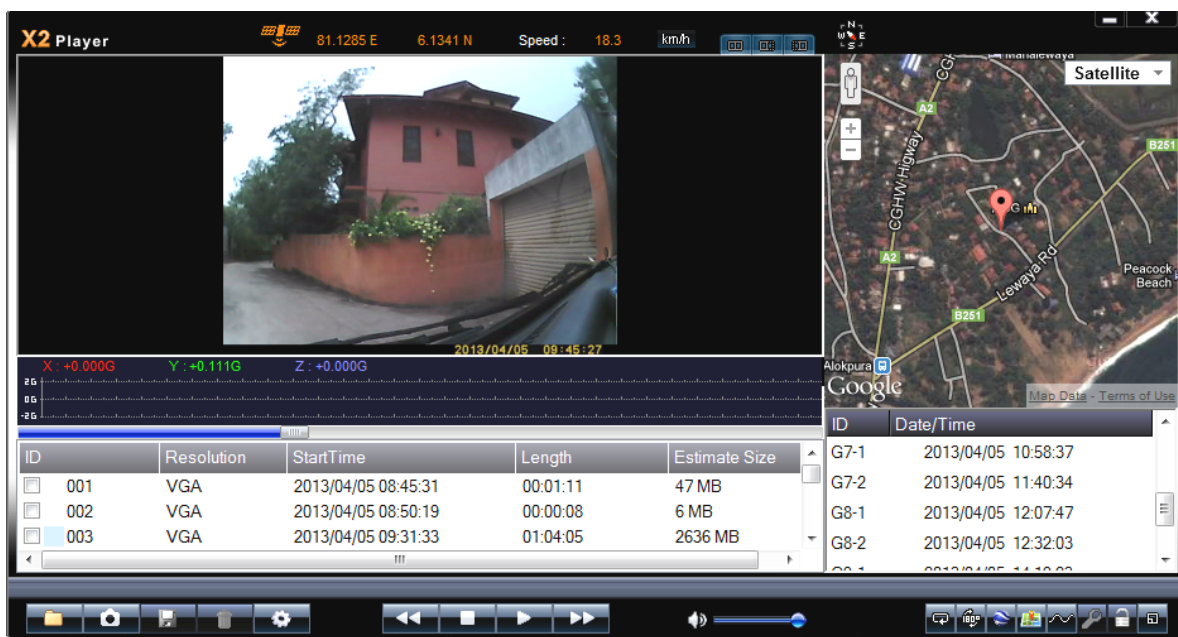 X2 Player 81.1285 E 6.1341 N Speed : 18.3 km/h
N
W E
S
2013/04/05 09:45:27
X : +0.000G Y : +0.111G Z : +0.000G
2G
0G
-2G
ID Resolution StartTime Length Estimate Size
001 VGA 2013/04/05 08:45:31 00:01:11 47 MB
002 VGA 2013/04/05 08:50:19 00:00:08 6 MB
003 VGA 2013/04/05 09:31:33 01:04:05 2636 MB
Manalewaya
Satellite
A2
B251
CGHW Higway
G
A2
Lewaya Rd
Peacock
Beach
B251
Alokpura
Google
Map Data - Terms of Use
ID Date/Time
G7-1 2013/04/05 10:58:37
G7-2 2013/04/05 11:40:34
G8-1 2013/04/05 12:07:47
G8-2 2013/04/05 12:32:03
180°